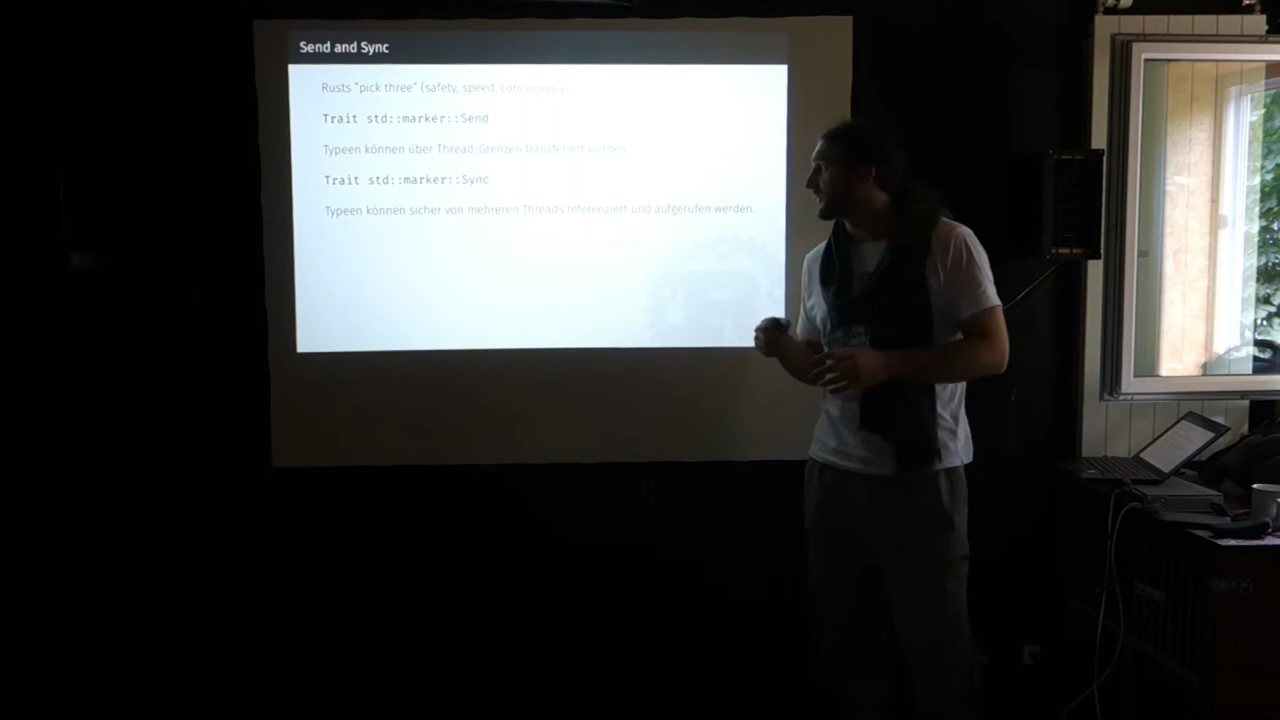 Send and Sync
Rusts "pick three" (safety, speed, concurrency)
Trait std::marker::Send
Typeen können über Thread-Grenzen transferiert werden
Trait std::marker::Sync
Typeen können sicher von mehreren Threads referenziert und aufgerufen werden.